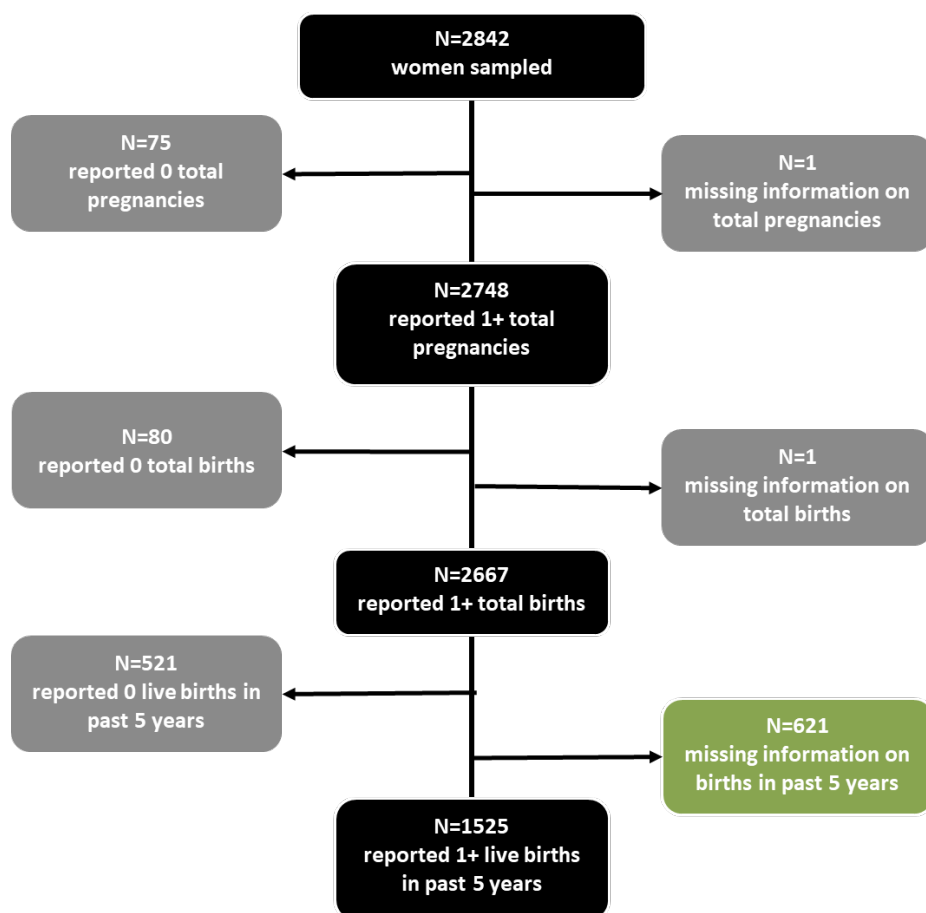 N=2842
women sampled
N=75
reported 0 total
pregnancies
N=1
missing information on
total pregnancies
N=2748
reported 1+ total
pregnancies
N=80
reported 0 total births
N=1
missing information on
total births
N=2667
reported 1+ total births
N=521
reported 0 live births in
past 5 years
N=621
missing information on
births in past 5 years
N=1525
reported 1+ live births
in past 5 years